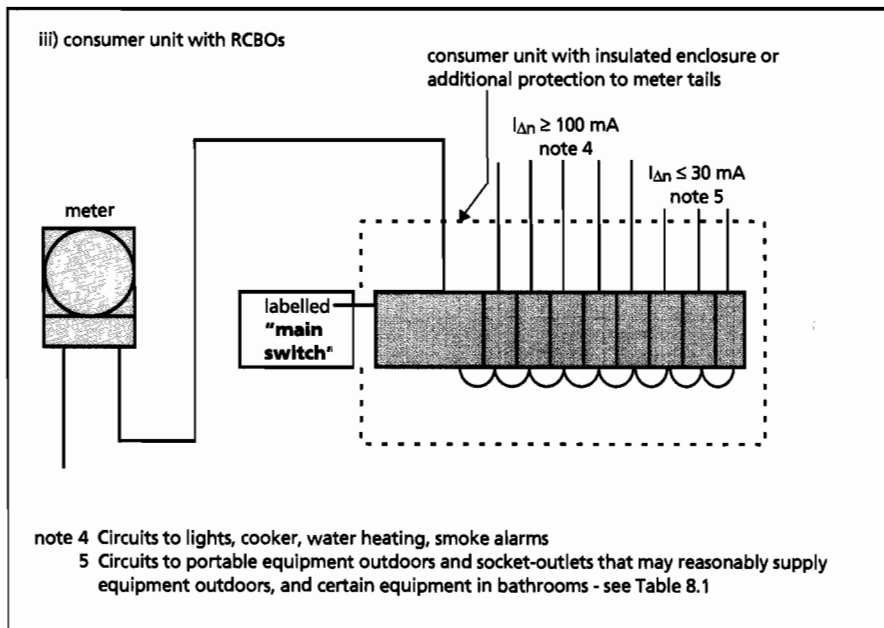 iii) consumer unit with RCBOs
consumer unit with insulated enclosure or
additional protection to meter tails
IΔn ≥ 100 mA
note 4
IΔn ≤ 30 mA
note 5
meter
labelled
"main
switch"
note 4 Circuits to lights, cooker, water heating, smoke alarms
5 Circuits to portable equipment outdoors and socket-outlets that may reasonably supply
equipment outdoors, and certain equipment in bathrooms - see Table 8.1